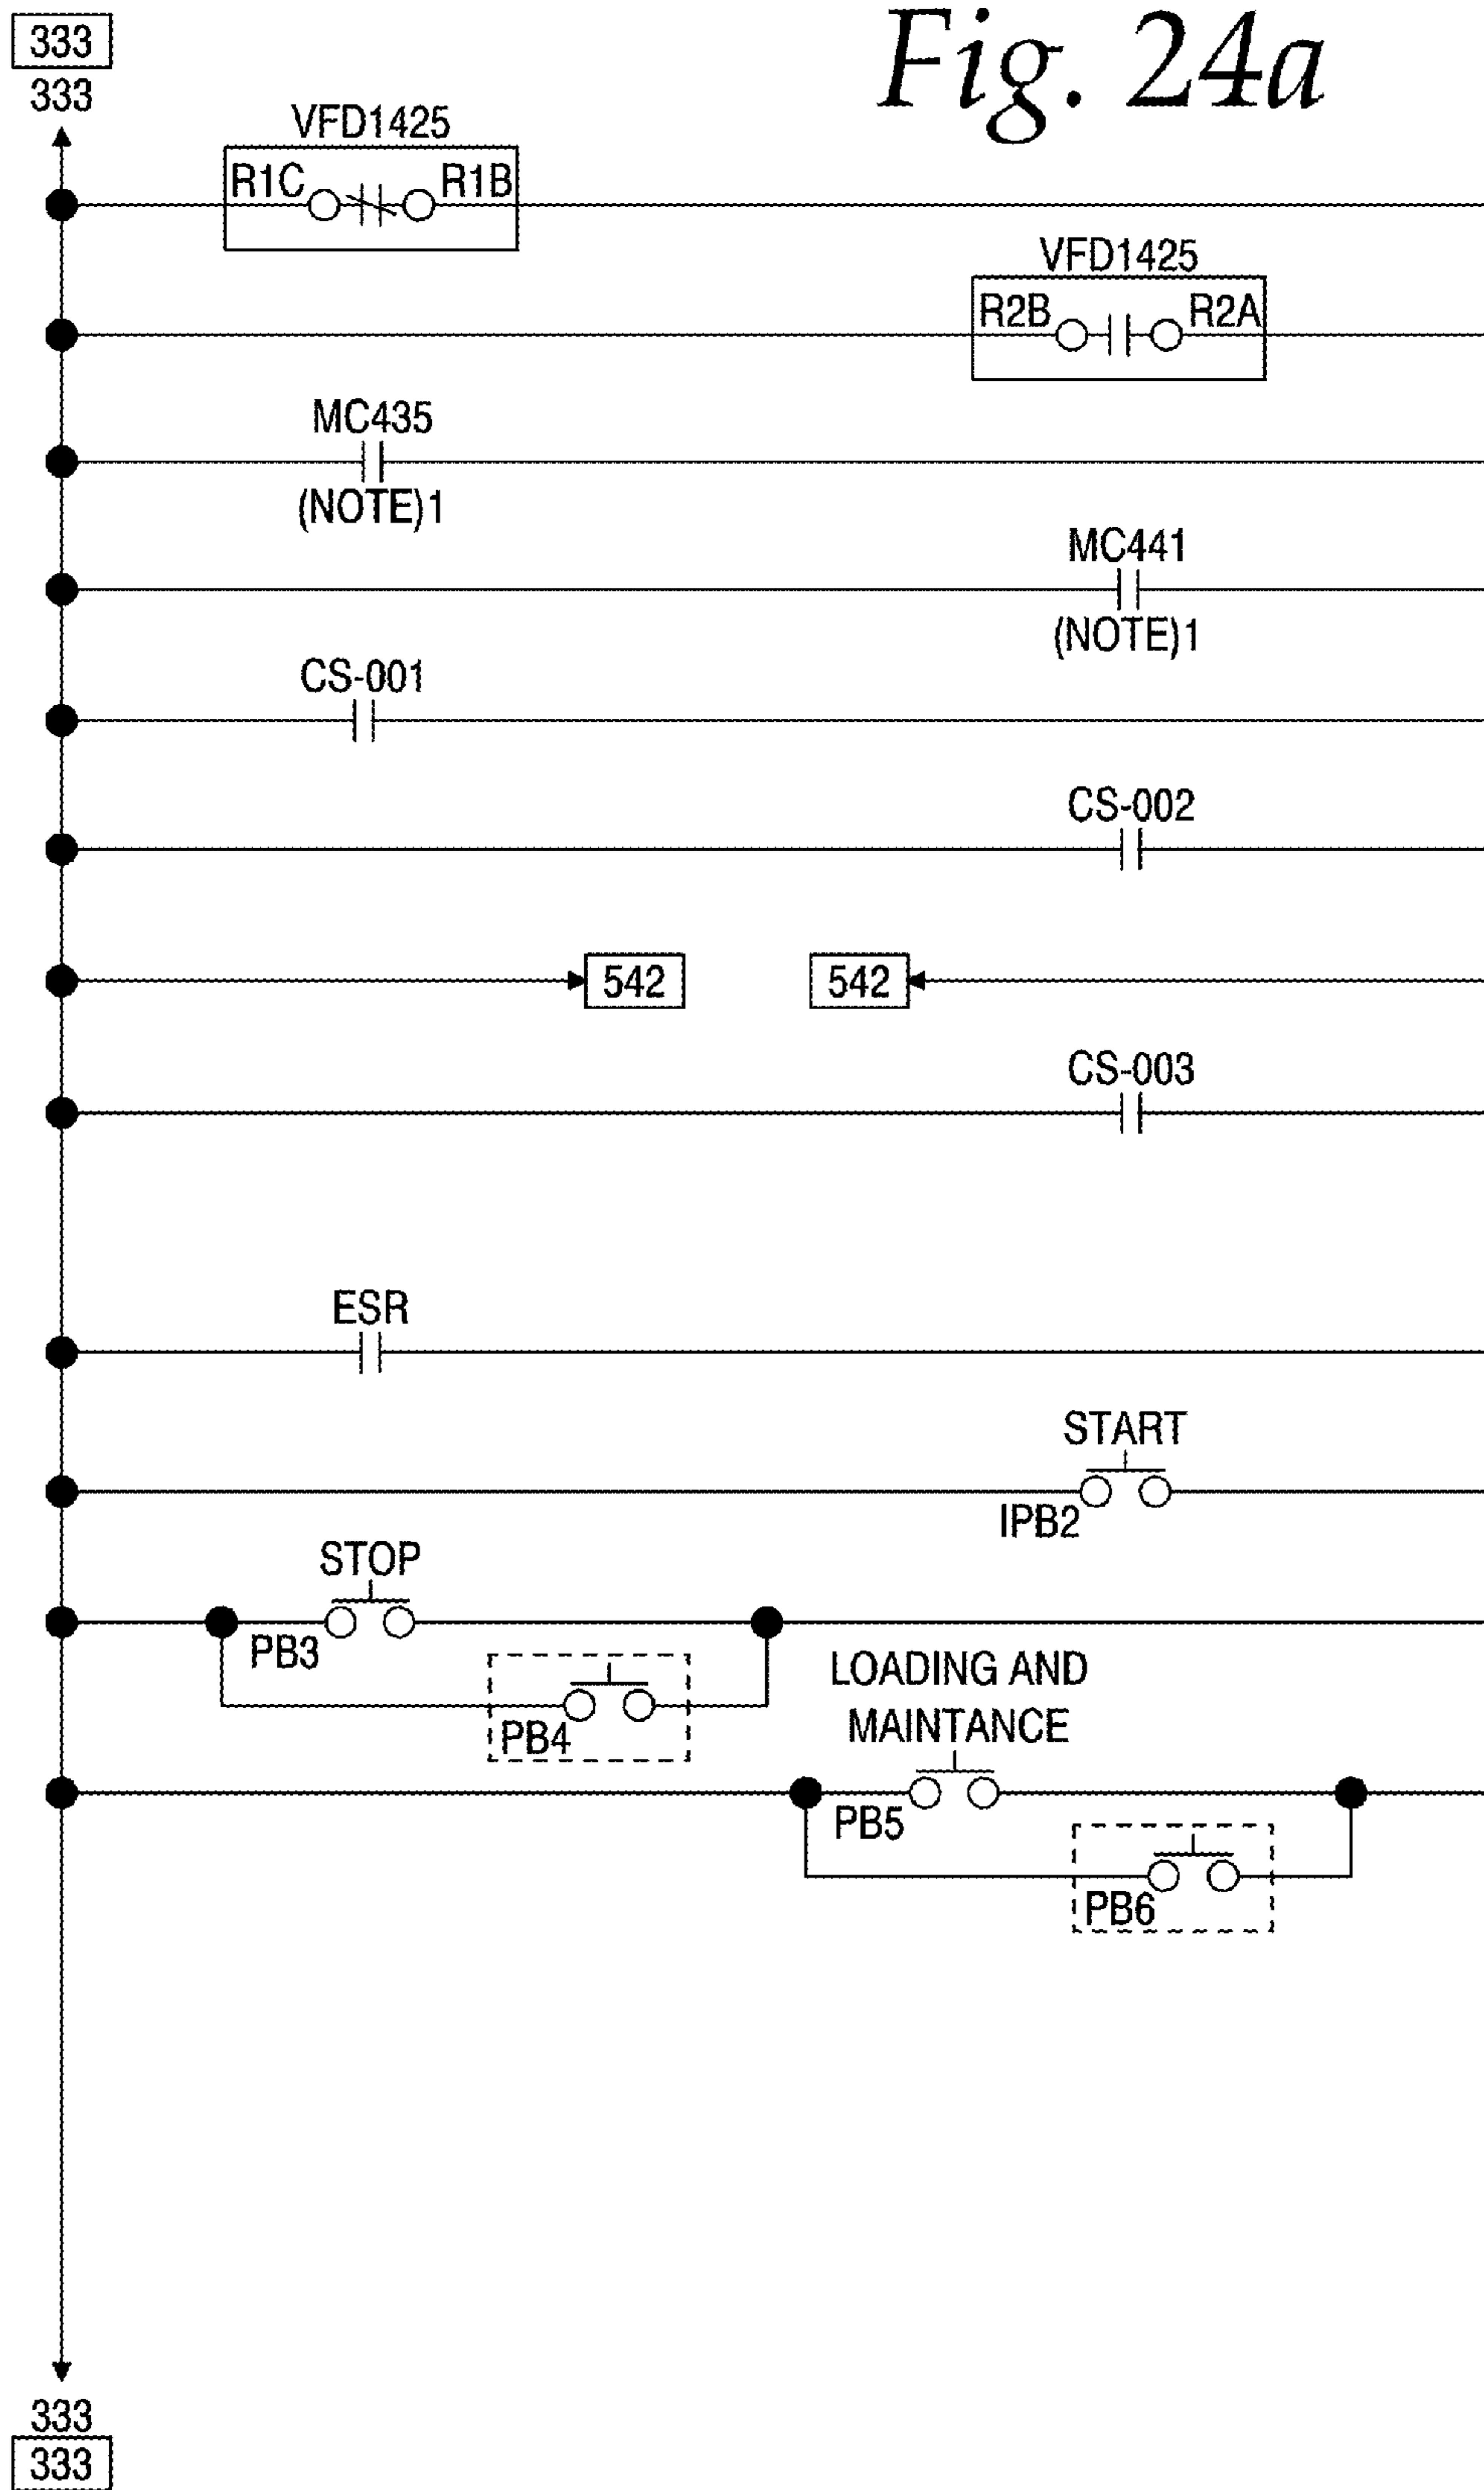 Fig. 24a
333
333
VFD1425
R1C R1B
VFD1425
R2B R2A
MC435
(NOTE)1
MC441
(NOTE)1
CS-001
CS-002
542 542
CS-003
ESR
START
IPB2
STOP
PB3
PB4
LOADING AND
MAINTANCE
PB5
PB6
333
333